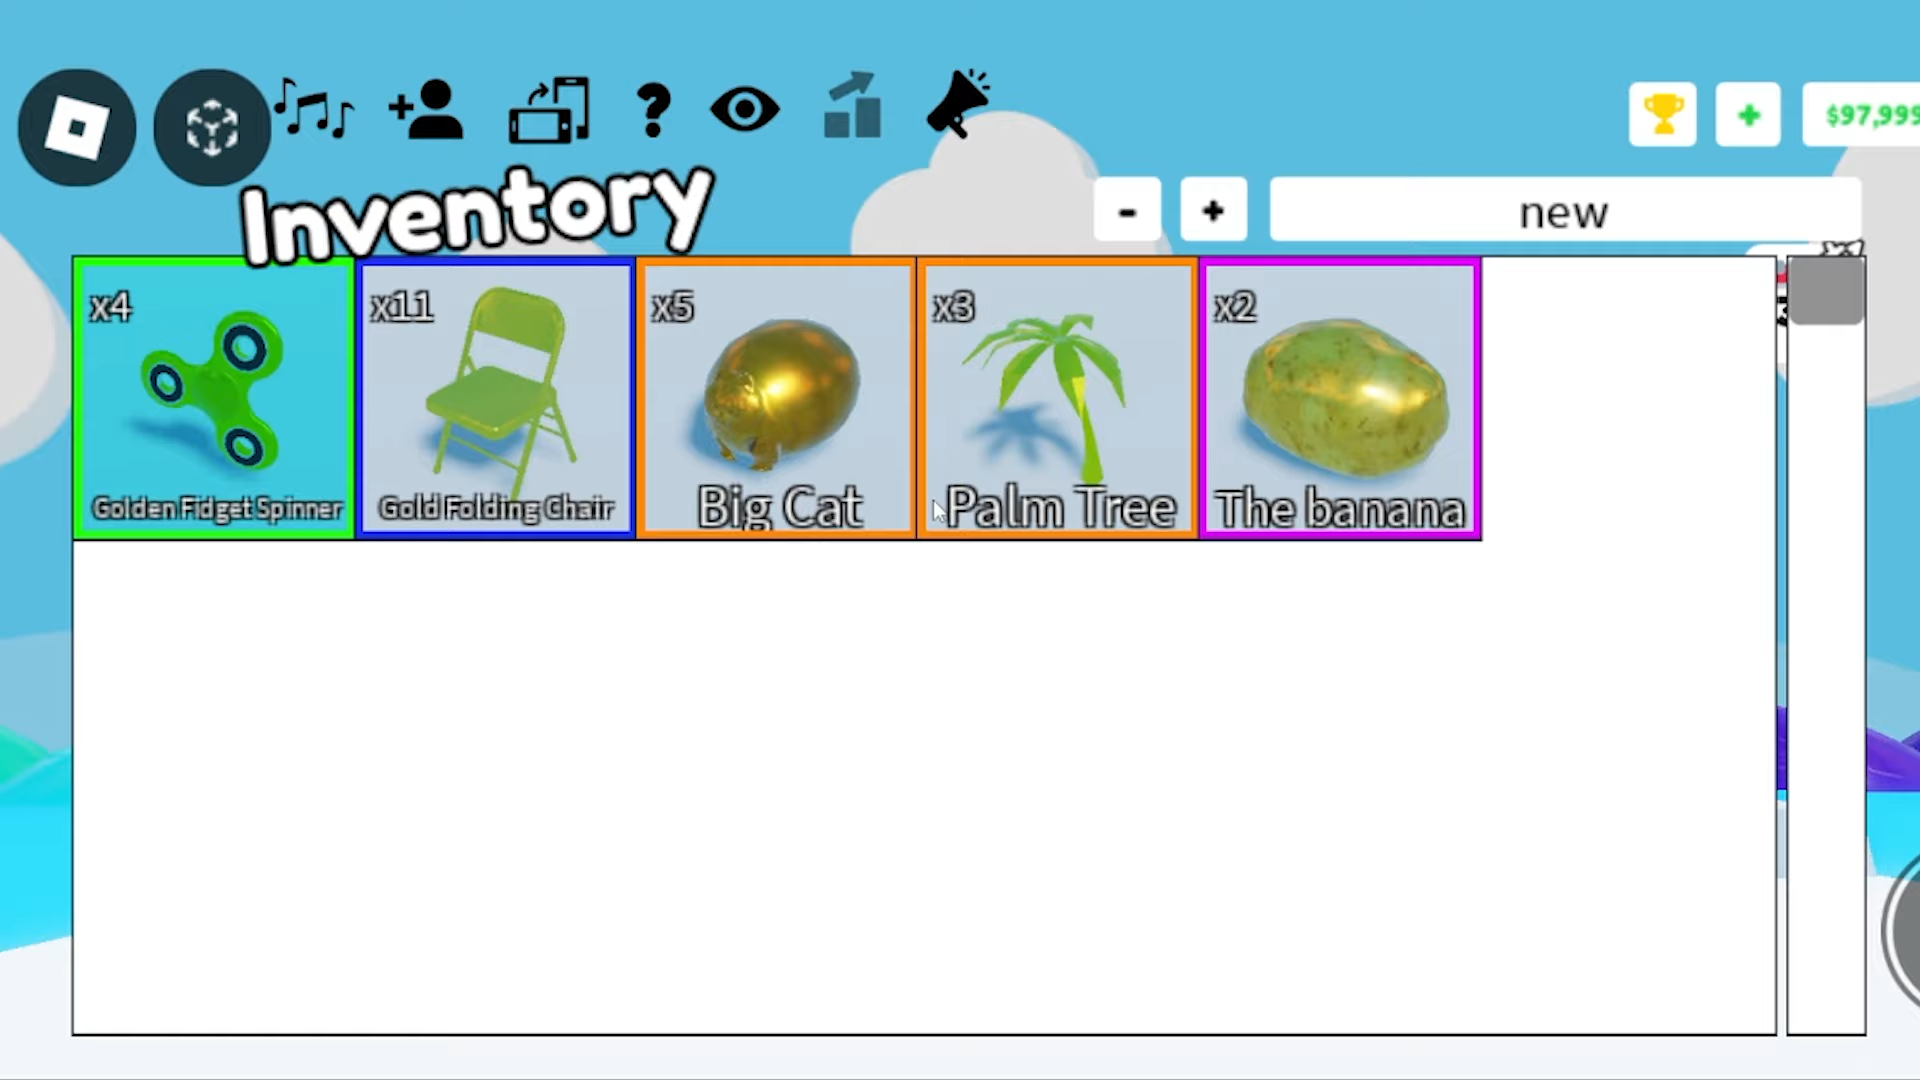 $97,999
Inventory
-
+
new
x4
Golden Fidget Spinner
x11
Gold Folding Chair
x5
Big Cat
x3
Palm Tree
x2
The banana